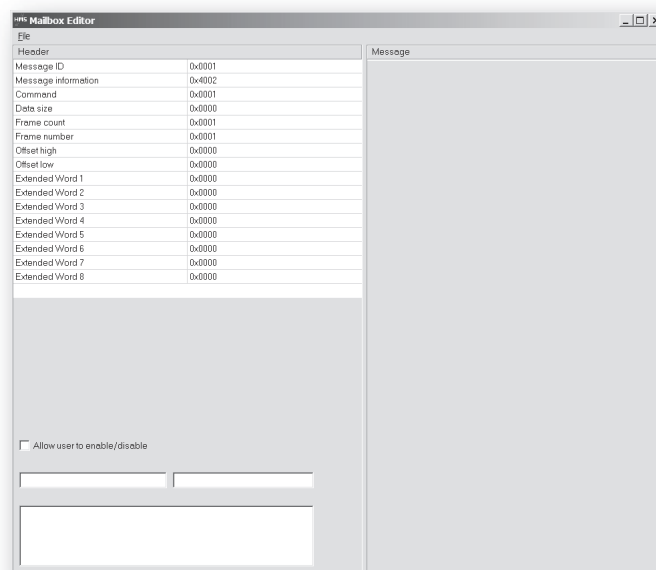 HMS Mailbox Editor
File
Header
Message ID 0x0001
Message information 0x4002
Command 0x0001
Data size 0x0000
Frame count 0x0001
Frame number 0x0001
Offset high 0x0000
Offset low 0x0000
Extended Word 1 0x0000
Extended Word 2 0x0000
Extended Word 3 0x0000
Extended Word 4 0x0000
Extended Word 5 0x0000
Extended Word 6 0x0000
Extended Word 7 0x0000
Extended Word 8 0x0000
Allow user to enable/disable
Message